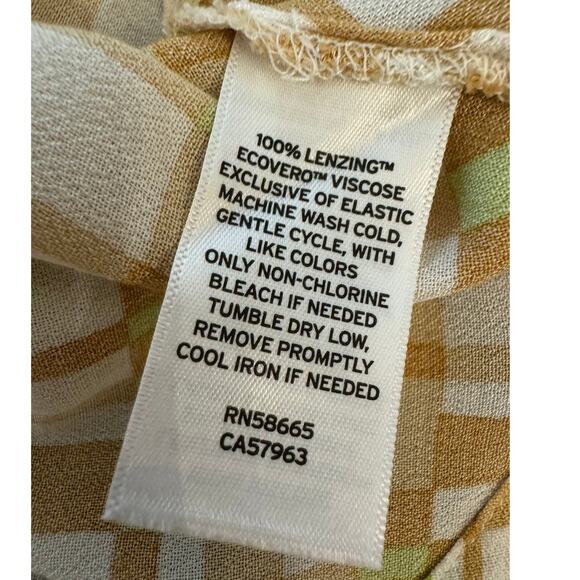 100% LENZING™
ECOVERO™ VISCOSE
EXCLUSIVE OF ELASTIC
MACHINE WASH COLD,
GENTLE CYCLE, WITH
LIKE COLORS
ONLY NON-CHLORINE
BLEACH IF NEEDED
TUMBLE DRY LOW,
REMOVE PROMPTLY
COOL IRON IF NEEDED
RN58665
CA57963